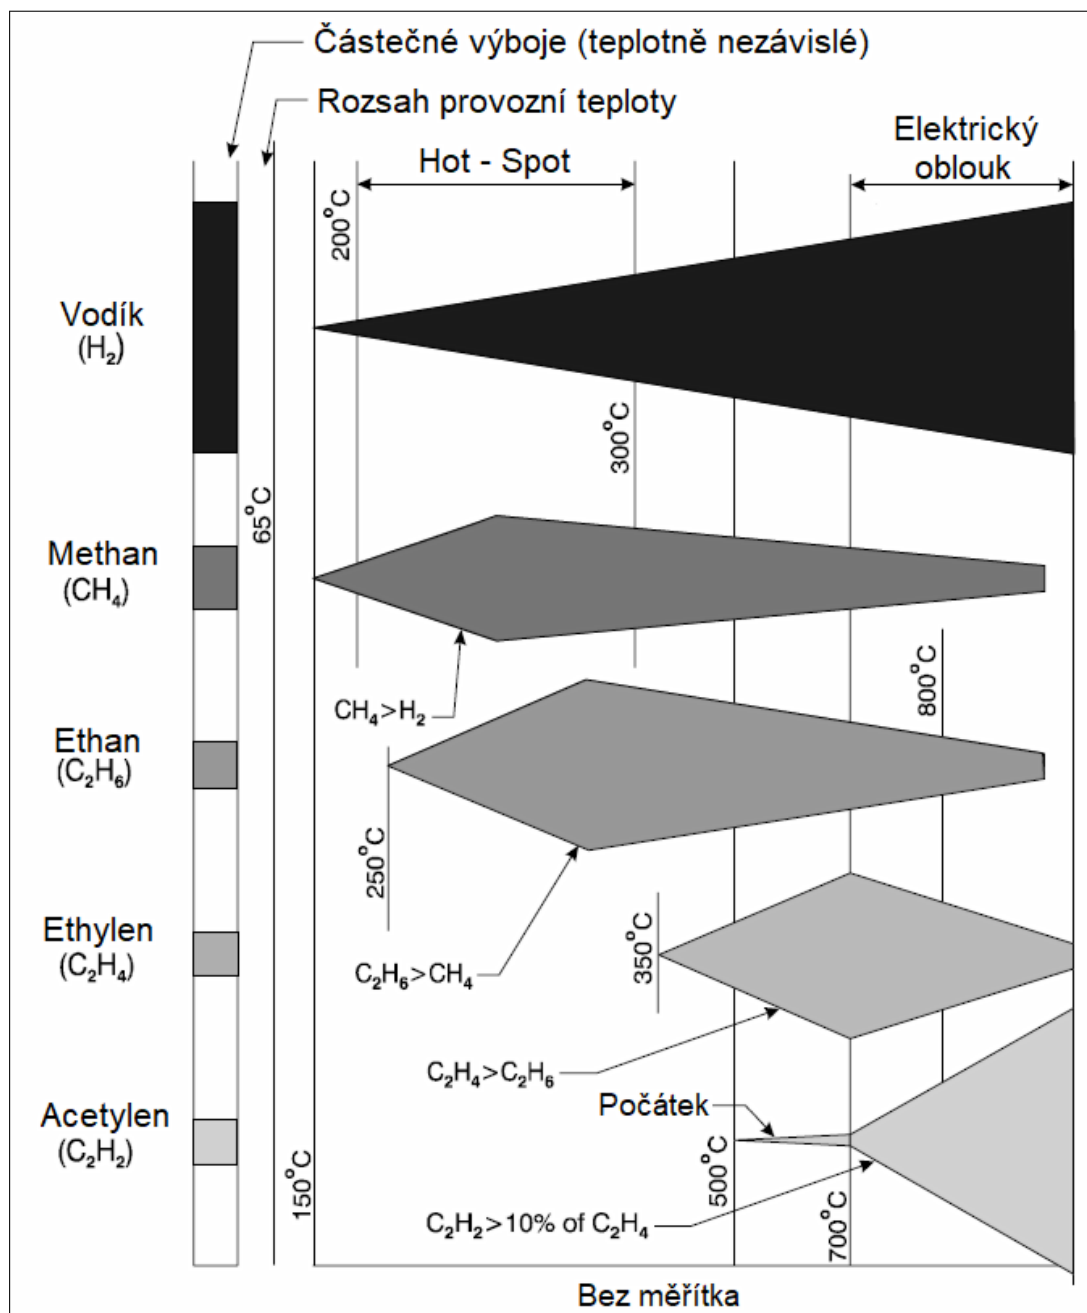 Částečné výboje (teplotně nezávislé)
Rozsah provozní teploty
Hot - Spot
Elektrický
oblouk
200°C
Vodík
(H₂)
300°C
65°C
Methan
(CH₄)
CH₄>H₂
800°C
Ethan
(C₂H₆)
250°C
Ethylen
(C₂H₄)
350°C
C₂H₆>CH₄
C₂H₄>C₂H₆
Počátek
Acetylen
(C₂H₂)
150°C
500°C
C₂H₂>10% of C₂H₄
700°C
Bez měřítka